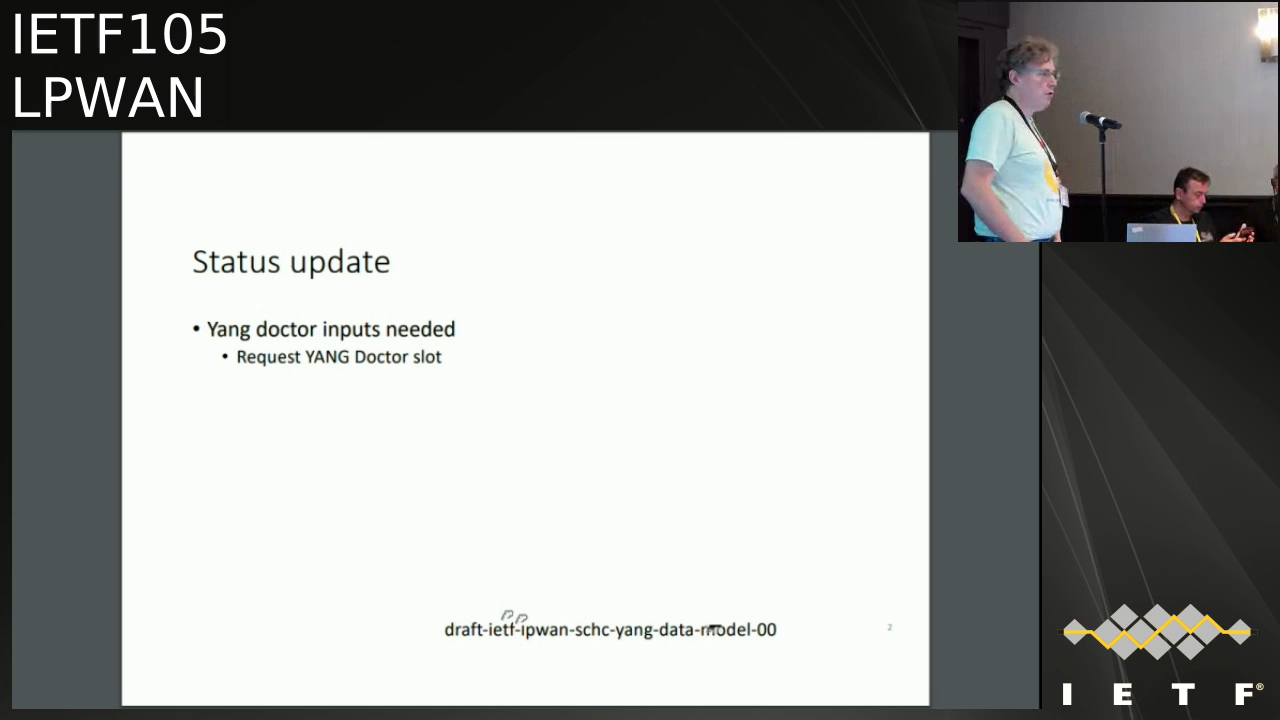 IETF105
LPWAN
Status update
• Yang doctor inputs needed
• Request YANG Doctor slot
draft-ietf-ipwan-schc-yang-data-model-00
2
I E T F®